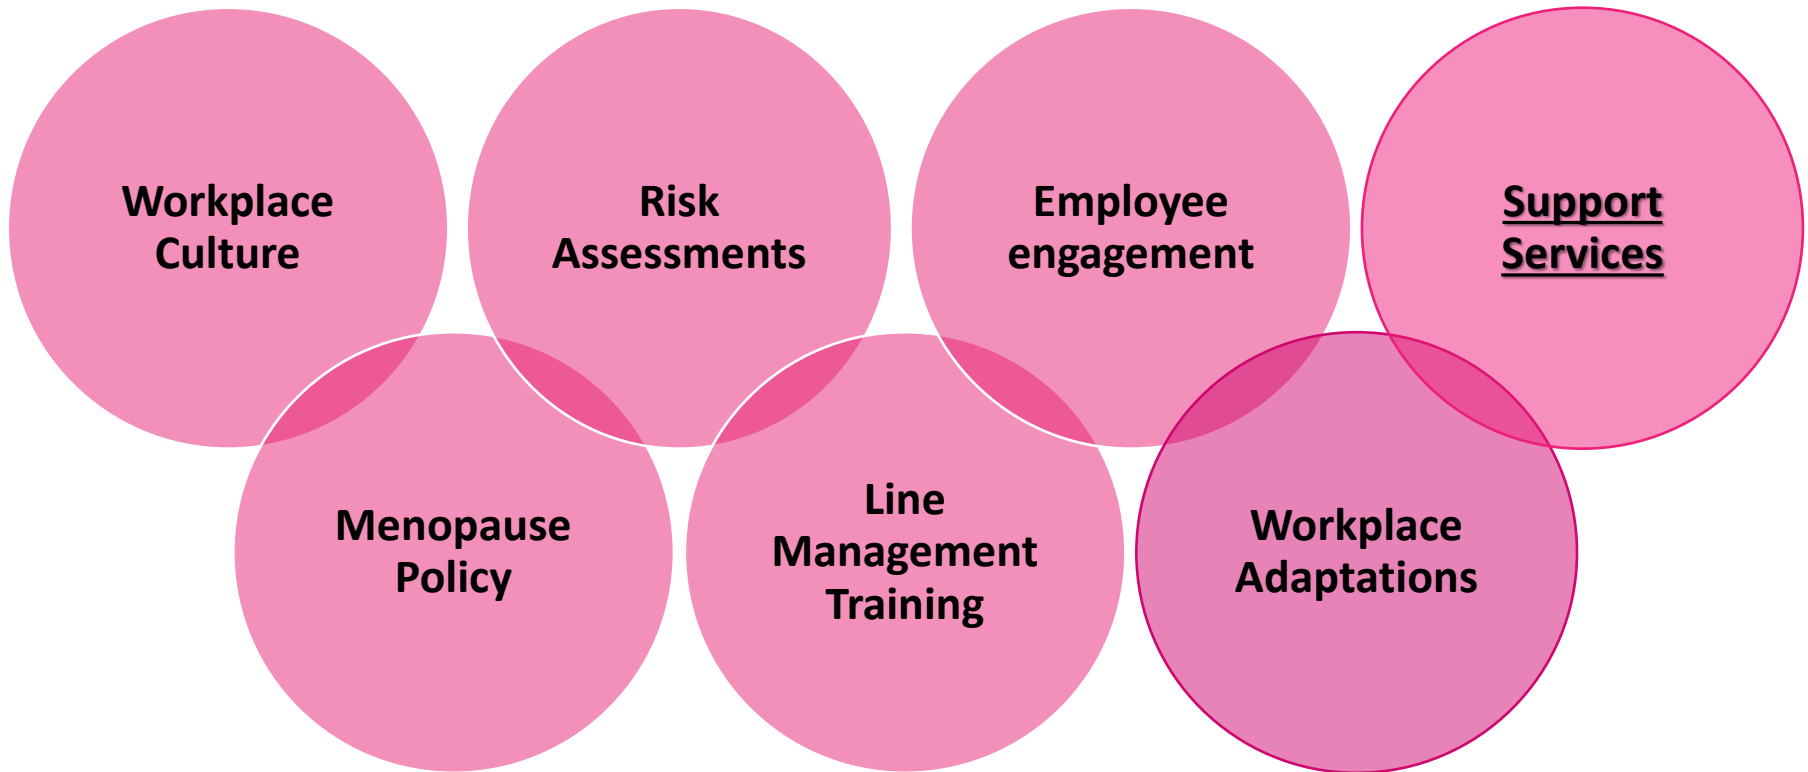 Workplace
Culture
Risk
Assessments
Employee
engagement
Support
Services
Menopause
Policy
Line
Management
Training
Workplace
Adaptations